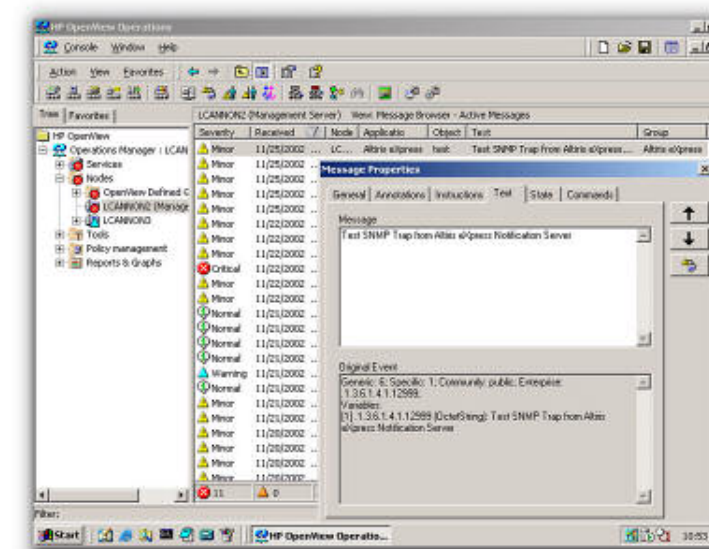 HP OpenView Operations
Console Window Help
Action View Favorites
Tree Favorites
LCANNON2 (Management Server) View: Message Browser - Active Messages
HP OpenView
Operations Manager : LCAN
Services
Nodes
OpenView Defined G
LCANNON2 (Manage
LCANNON3
Tools
Policy management
Reports & Graphs
Severity Received Node Applicatio Object Text Group
Minor 11/25/2002 ... LC... Altiris eXpress test Test SNMP Trap from Altiris eXpress... Altiris eXpress
Minor 11/25/2002 ...
Minor 11/25/2002 ...
Minor 11/25/2002 ...
Minor 11/25/2002 ...
Minor 11/22/2002 ...
Minor 11/22/2002 ...
Minor 11/22/2002 ...
Critical 11/22/2002 ...
Minor 11/22/2002 ...
Minor 11/22/2002 ...
Normal 11/21/2002 ...
Normal 11/21/2002 ...
Normal 11/21/2002 ...
Normal 11/21/2002 ...
Warning 11/21/2002 ...
Normal 11/21/2002 ...
Minor 11/21/2002 ...
Minor 11/21/2002 ...
Minor 11/20/2002 ...
Minor 11/20/2002 ...
Minor 11/20/2002 ...
Minor 11/20/2002 ...
11 0
Message Properties
General Annotations Instructions Text State Commands
Message
Test SNMP Trap from Altiris eXpress Notification Server
Original Event
Generic: 6; Specific: 1; Community: public; Enterprise:
.1.3.6.1.4.1.12999;
Variables:
[1] .1.3.6.1.4.1.12999 (OctetString): Test SNMP Trap from Altiris
eXpress Notification Server
Filter:
Start HP OpenView Operatio... 10:53